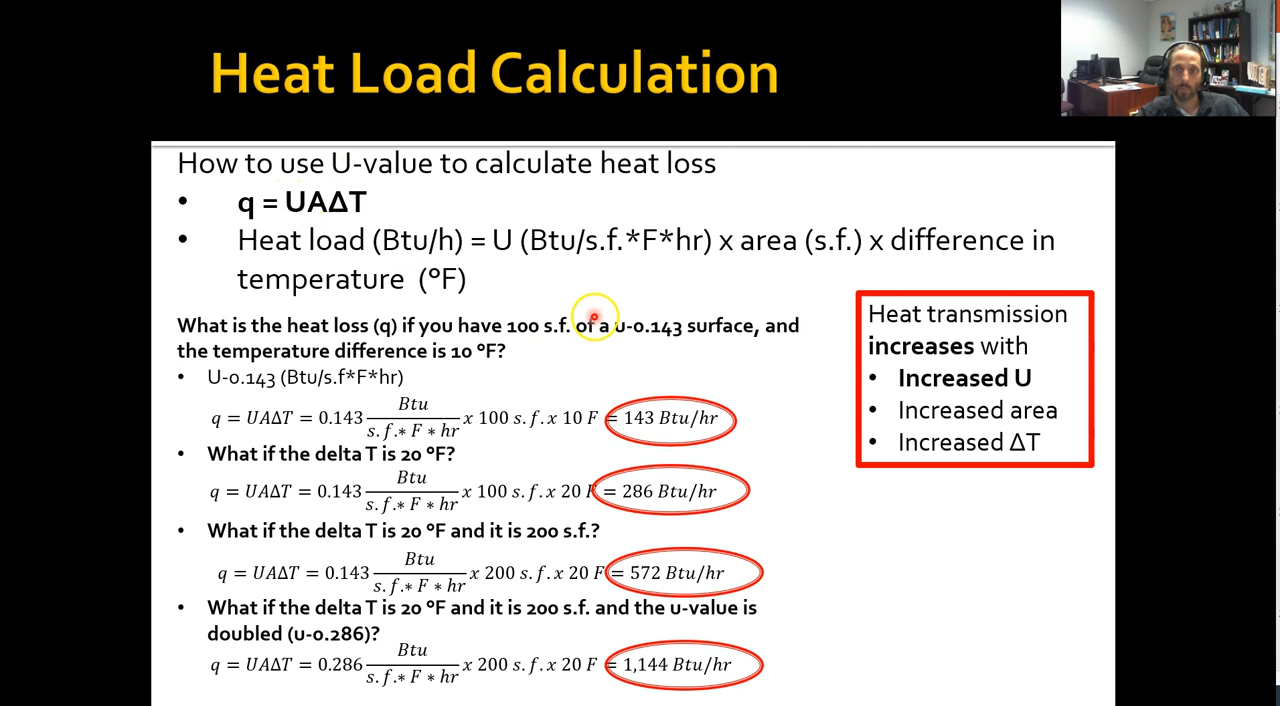 Heat Load Calculation
How to use U-value to calculate heat loss
• q = UAΔT
• Heat load (Btu/h) = U (Btu/s.f.*F*hr) x area (s.f.) x difference in
temperature (°F)
What is the heat loss (q) if you have 100 s.f. of a u-0.143 surface, and
the temperature difference is 10 °F?
• U-0.143 (Btu/s.f*F*hr)
q = UAΔT = 0.143 Btu/s.f.* F * hr x 100 s.f. x 10 F = 143 Btu/hr
• What if the delta T is 20 °F?
q = UAΔT = 0.143 Btu/s.f.* F * hr x 100 s.f. x 20 F = 286 Btu/hr
• What if the delta T is 20 °F and it is 200 s.f.?
q = UAΔT = 0.143 Btu/s.f.* F * hr x 200 s.f. x 20 F = 572 Btu/hr
• What if the delta T is 20 °F and it is 200 s.f. and the u-value is
doubled (u-0.286)?
q = UAΔT = 0.286 Btu/s.f.* F * hr x 200 s.f. x 20 F = 1,144 Btu/hr
Heat transmission
increases with
• Increased U
• Increased area
• Increased ΔT